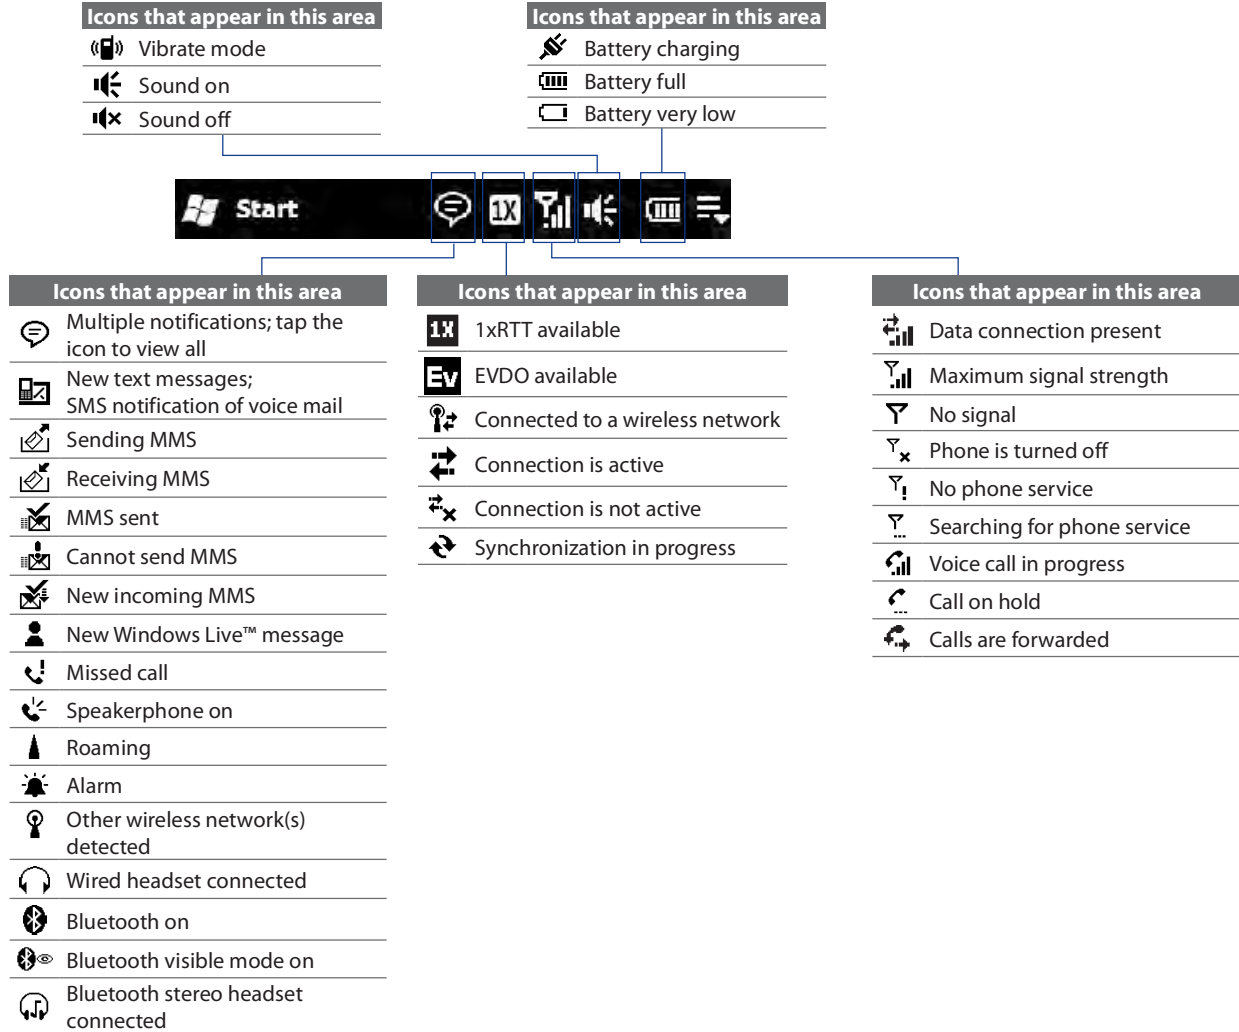 Icons that appear in this area
Vibrate mode
Sound on
Sound off
Icons that appear in this area
Battery charging
Battery full
Battery very low
Start
1X
Icons that appear in this area
Multiple notifications; tap the
icon to view all
New text messages;
SMS notification of voice mail
Sending MMS
Receiving MMS
MMS sent
Cannot send MMS
New incoming MMS
New Windows Live™ message
Missed call
Speakerphone on
Roaming
Alarm
Other wireless network(s)
detected
Wired headset connected
Bluetooth on
Bluetooth visible mode on
Bluetooth stereo headset
connected
Icons that appear in this area
1X 1xRTT available
Ev EVDO available
Connected to a wireless network
Connection is active
Connection is not active
Synchronization in progress
Icons that appear in this area
Data connection present
Maximum signal strength
No signal
Phone is turned off
No phone service
Searching for phone service
Voice call in progress
Call on hold
Calls are forwarded